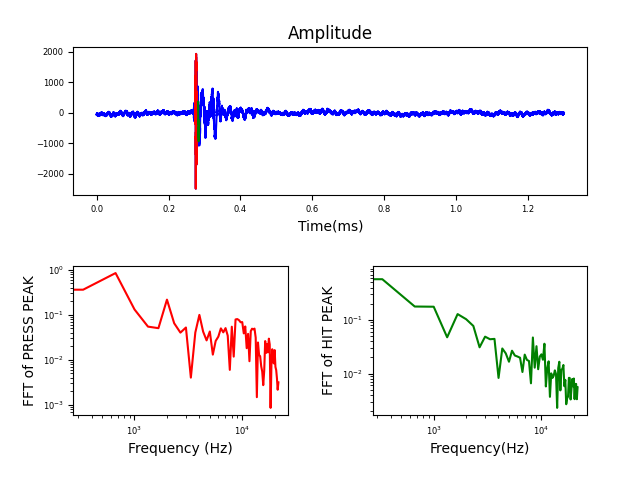 Amplitude
2000
1000
0
−1000
−2000
0.0 0.2 0.4 0.6 0.8 1.0 1.2
Time(ms)
FFT of PRESS PEAK
10⁰
10⁻¹
10⁻²
10⁻³
10³ 10⁴
Frequency (Hz)
FFT of HIT PEAK
10⁻¹
10⁻²
10³ 10⁴
Frequency(Hz)